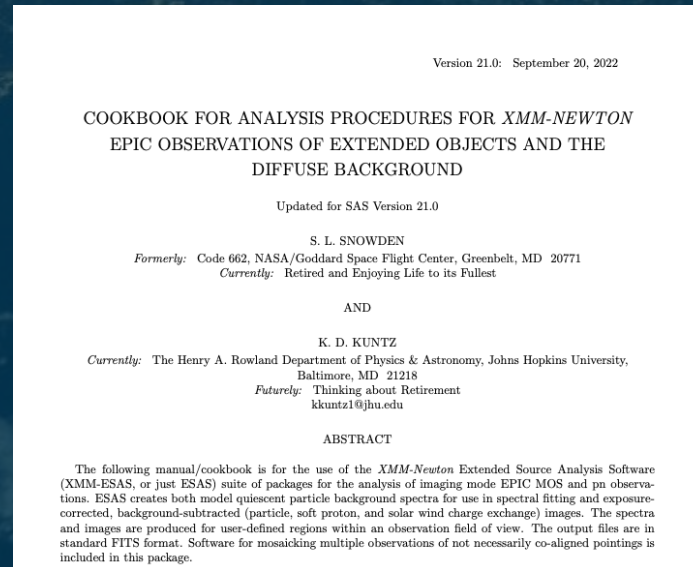 Version 21.0: September 20, 2022
COOKBOOK FOR ANALYSIS PROCEDURES FOR XMM-NEWTON
EPIC OBSERVATIONS OF EXTENDED OBJECTS AND THE
DIFFUSE BACKGROUND
Updated for SAS Version 21.0
S. L. SNOWDEN
Formerly: Code 662, NASA/Goddard Space Flight Center, Greenbelt, MD 20771
Currently: Retired and Enjoying Life to its Fullest
AND
K. D. KUNTZ
Currently: The Henry A. Rowland Department of Physics & Astronomy, Johns Hopkins University,
Baltimore, MD 21218
Futurely: Thinking about Retirement
kkuntz1@jhu.edu
ABSTRACT
The following manual/cookbook is for the use of the XMM-Newton Extended Source Analysis Software
(XMM-ESAS, or just ESAS) suite of packages for the analysis of imaging mode EPIC MOS and pn observa-
tions. ESAS creates both model quiescent particle background spectra for use in spectral fitting and exposure-
corrected, background-subtracted (particle, soft proton, and solar wind charge exchange) images. The spectra
and images are produced for user-defined regions within an observation field of view. The output files are in
standard FITS format. Software for mosaicking multiple observations of not necessarily co-aligned pointings is
included in this package.